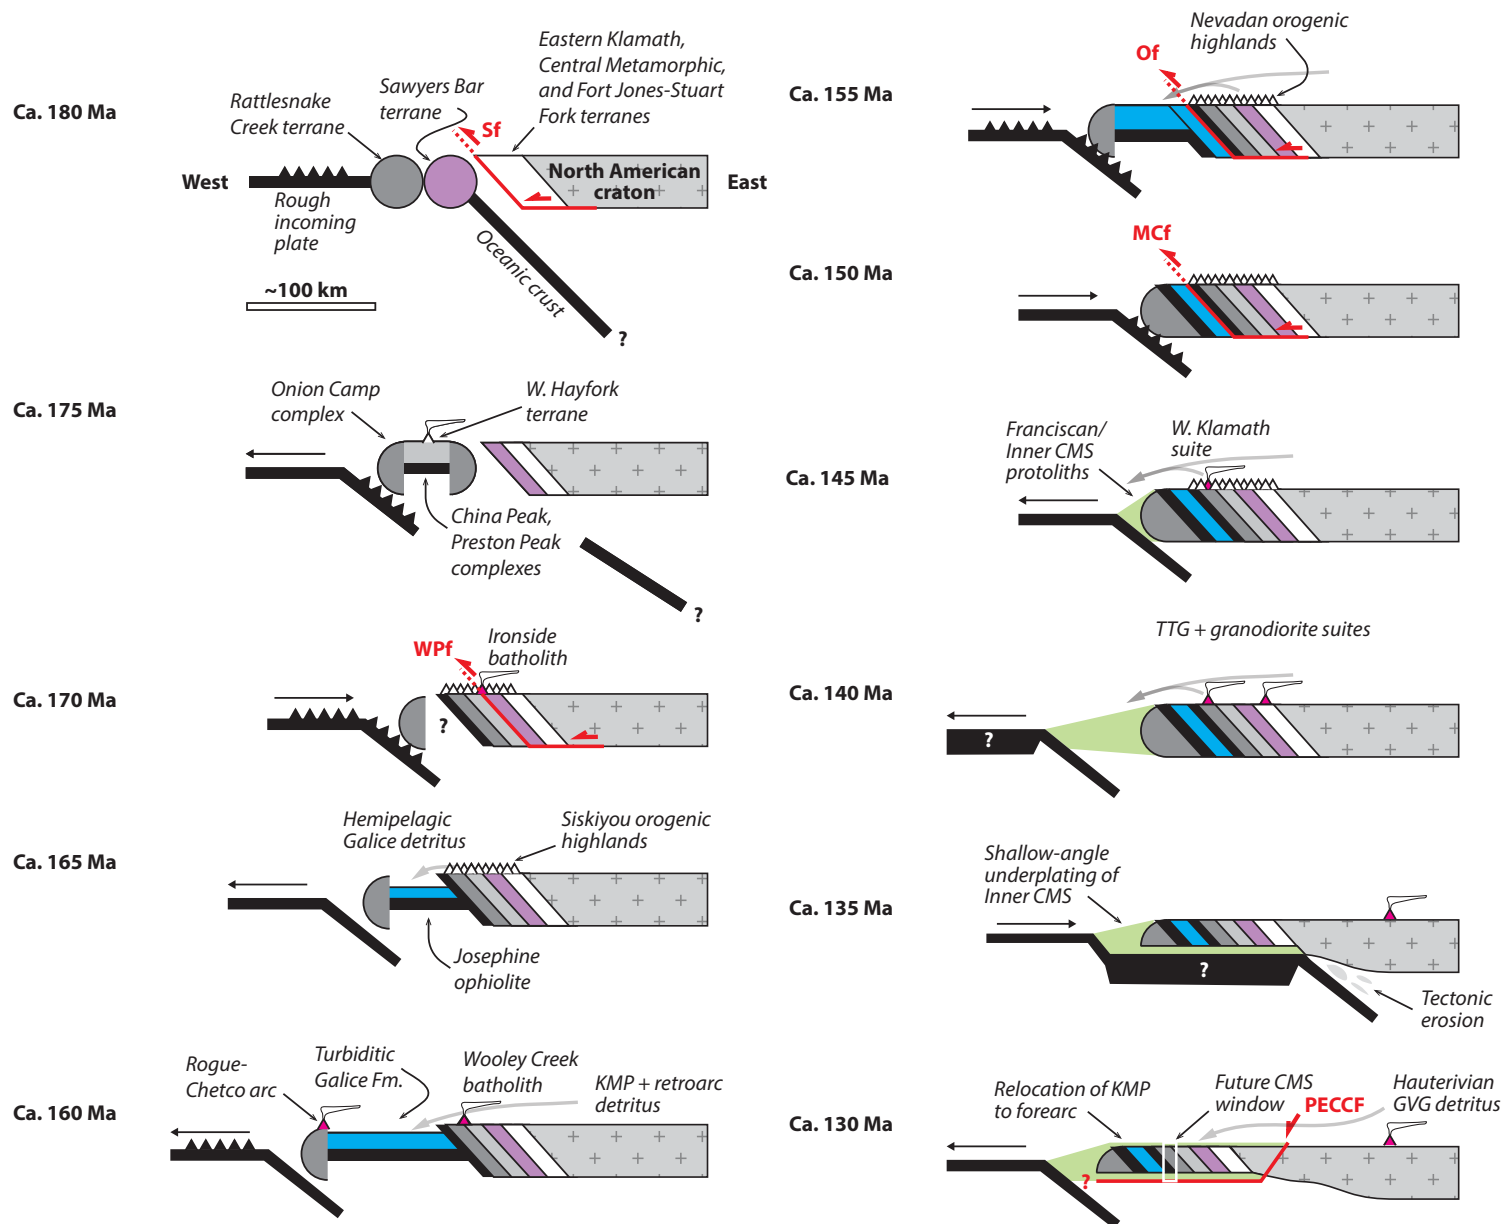 Ca. 180 Ma
Rattlesnake
Creek terrane
Sawyers Bar
terrane
Eastern Klamath,
Central Metamorphic,
and Fort Jones-Stuart
Fork terranes
Sf
West
North American
craton
East
Rough
incoming
plate
Oceanic crust
?
~100 km
Ca. 175 Ma
Onion Camp
complex
W. Hayfork
terrane
China Peak,
Preston Peak
complexes
?
Ca. 170 Ma
WPf
Ironside
batholith
?
Ca. 165 Ma
Hemipelagic
Galice detritus
Siskiyou orogenic
highlands
Josephine
ophiolite
Ca. 160 Ma
Rogue-
Chetco arc
Turbiditic
Galice Fm.
Wooley Creek
batholith
KMP + retroarc
detritus
Ca. 155 Ma
Of
Nevadan orogenic
highlands
Ca. 150 Ma
MCf
Ca. 145 Ma
Franciscan/
Inner CMS
protoliths
W. Klamath
suite
Ca. 140 Ma
TTG + granodiorite suites
?
Ca. 135 Ma
Shallow-angle
underplating of
Inner CMS
?
Tectonic
erosion
Ca. 130 Ma
Relocation of KMP
to forearc
Future CMS
window
PECCF
Hauterivian
GVG detritus
?